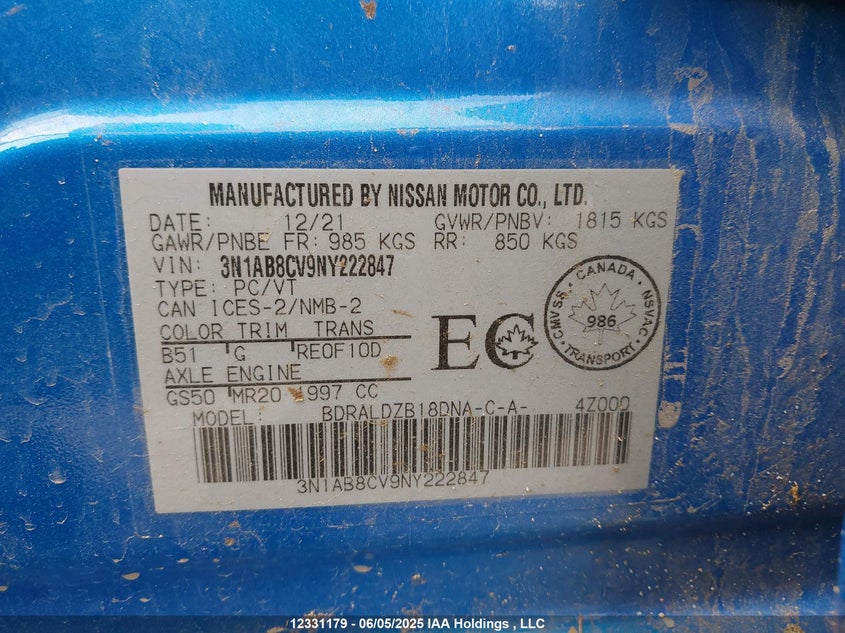 MANUFACTURED BY NISSAN MOTOR CO., LTD.
DATE: 12/21 GVWR/PNBV: 1815 KGS
GAWR/PNBE FR: 985 KGS RR: 850 KGS
VIN: 3N1AB8CV9NY222847
TYPE: PC/VT
CAN ICES-2/NMB-2
COLOR TRIM TRANS
B51 G RE0F10D
AXLE ENGINE
GS50 MR20 1997 CC
MODEL: BDRALDZB18DNA-C-A- 4Z000
3N1AB8CV9NY222847
EC
CANADA
CMVSS 986 NSVAC
TRANSPORT
12331179 - 06/05/2025 IAA Holdings , LLC